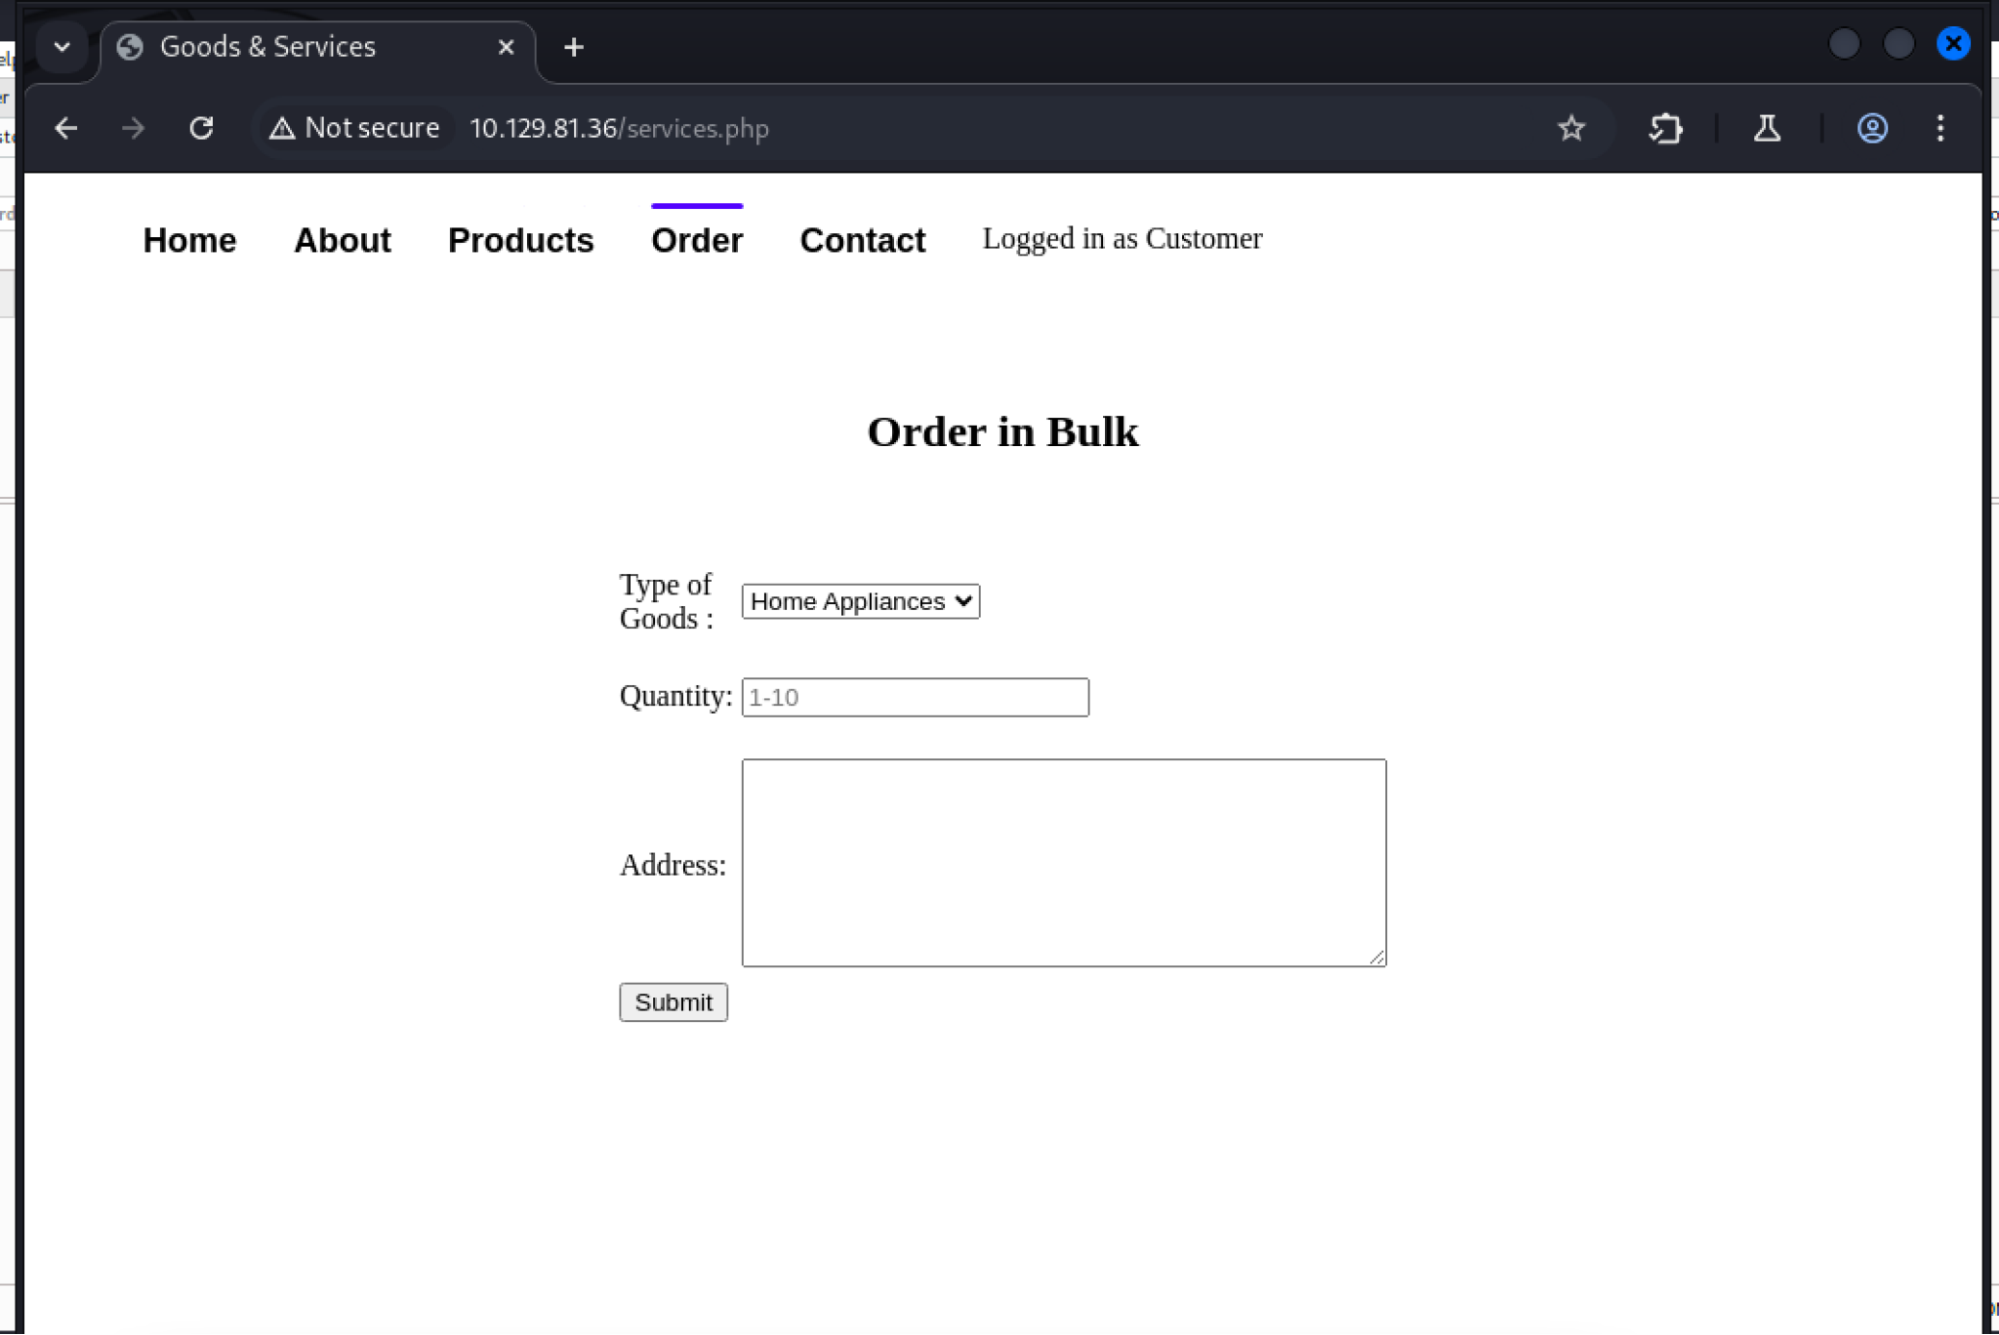 Goods & Services
Not secure 10.129.81.36/services.php
Home About Products Order Contact Logged in as Customer
Order in Bulk
Type of
Goods :
Home Appliances
Quantity: 1-10
Address:
Submit